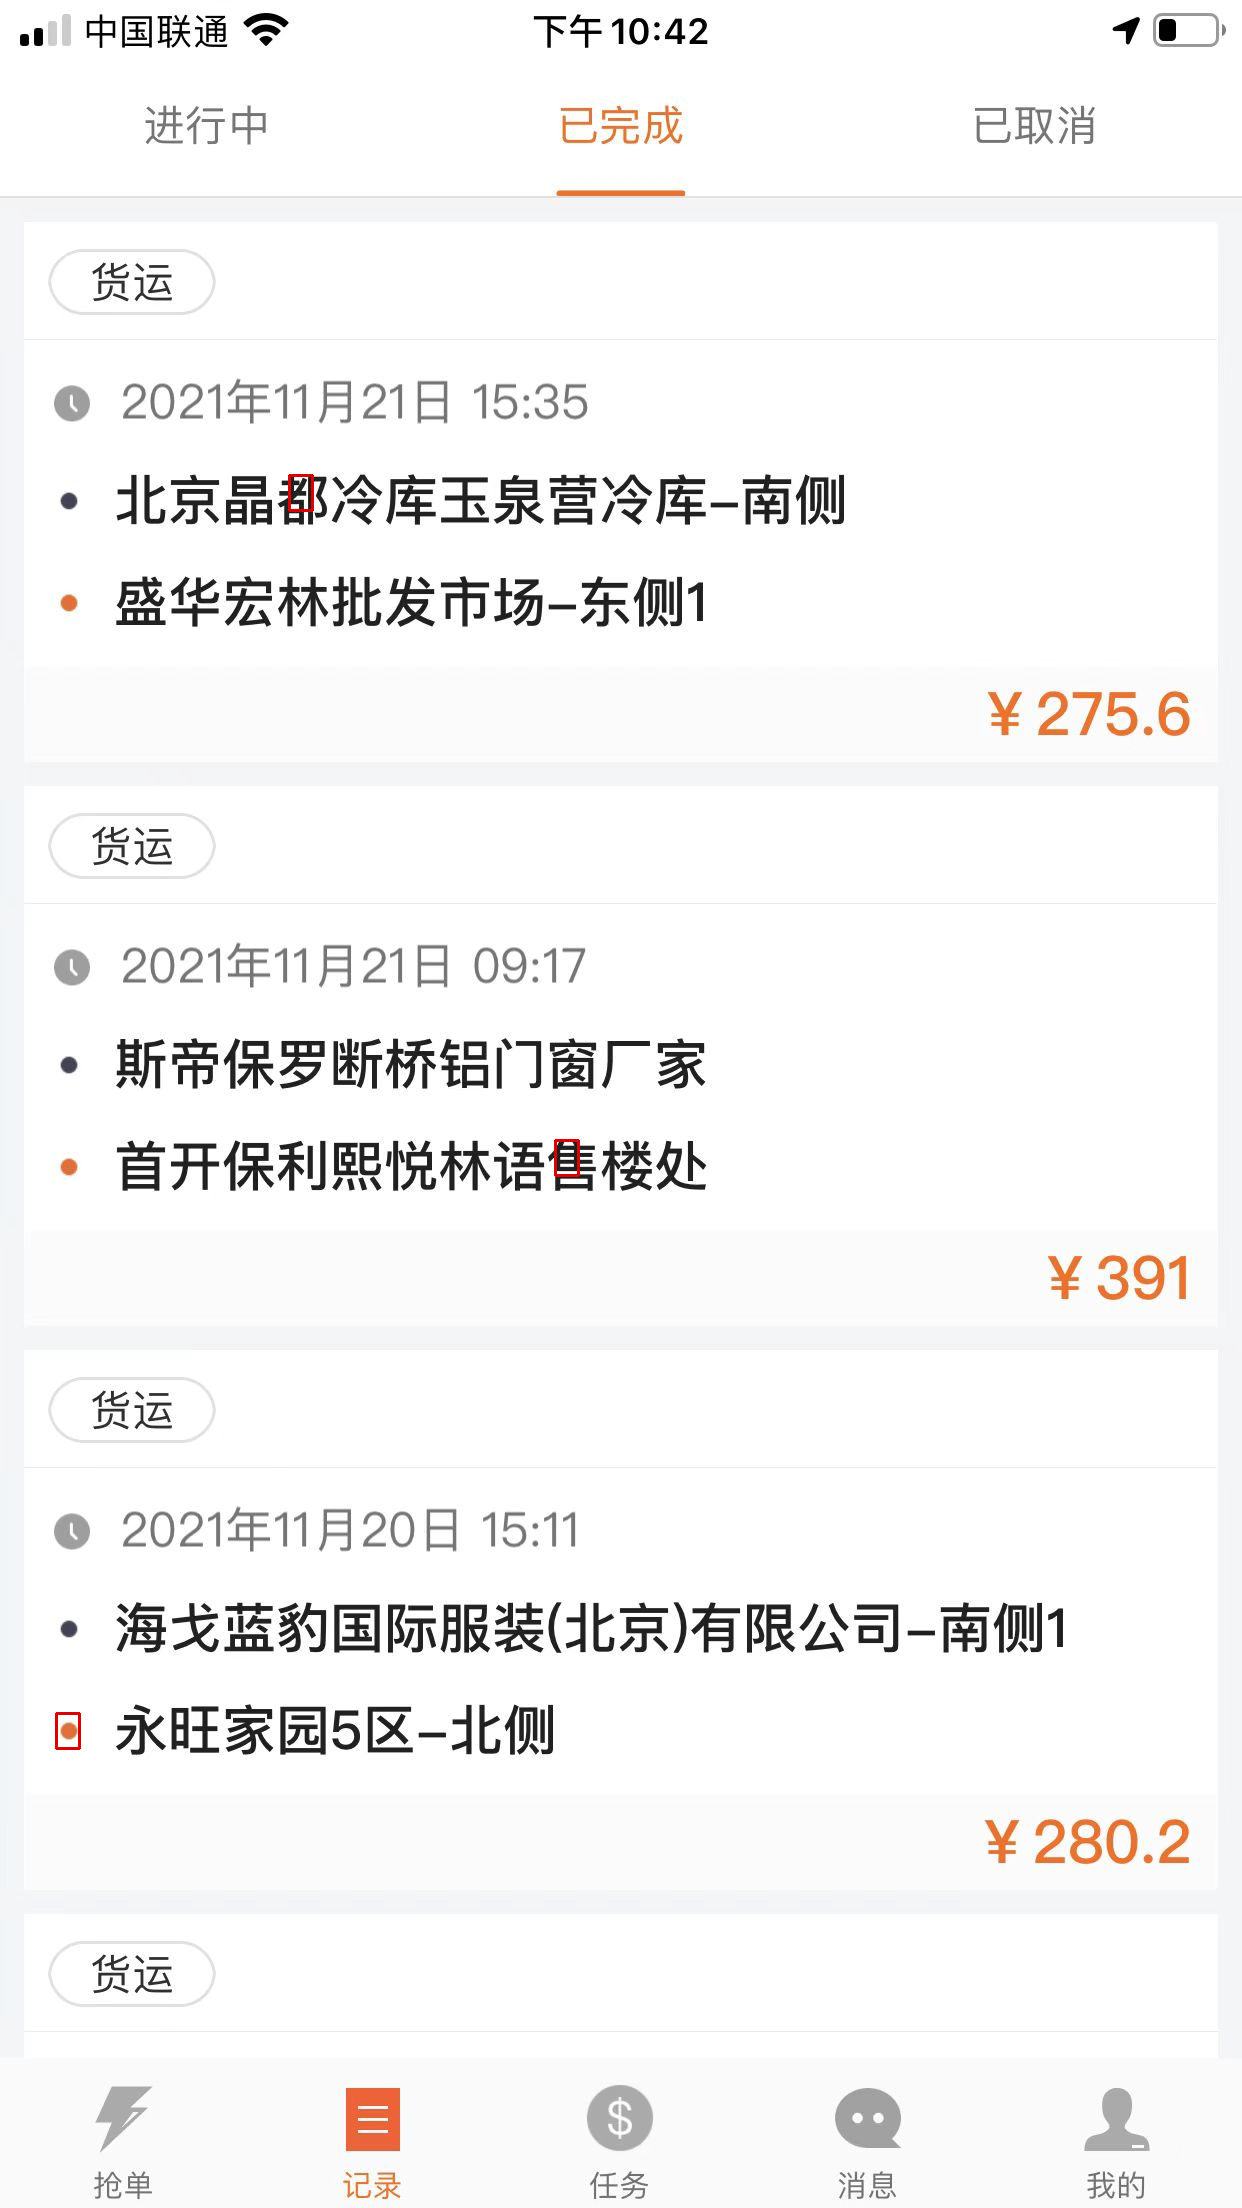 中国联通 下午10:42
进行中 已完成 已取消
货运
2021年11月21日 15:35
北京晶都冷库玉泉营冷库-南侧
盛华宏林批发市场-东侧1
¥275.6
货运
2021年11月21日 09:17
斯帝保罗断桥铝门窗厂家
首开保利熙悦林语售楼处
¥391
货运
2021年11月20日 15:11
海戈蓝豹国际服装(北京)有限公司-南侧1
永旺家园5区-北侧
¥280.2
货运
抢单 记录 任务 消息 我的